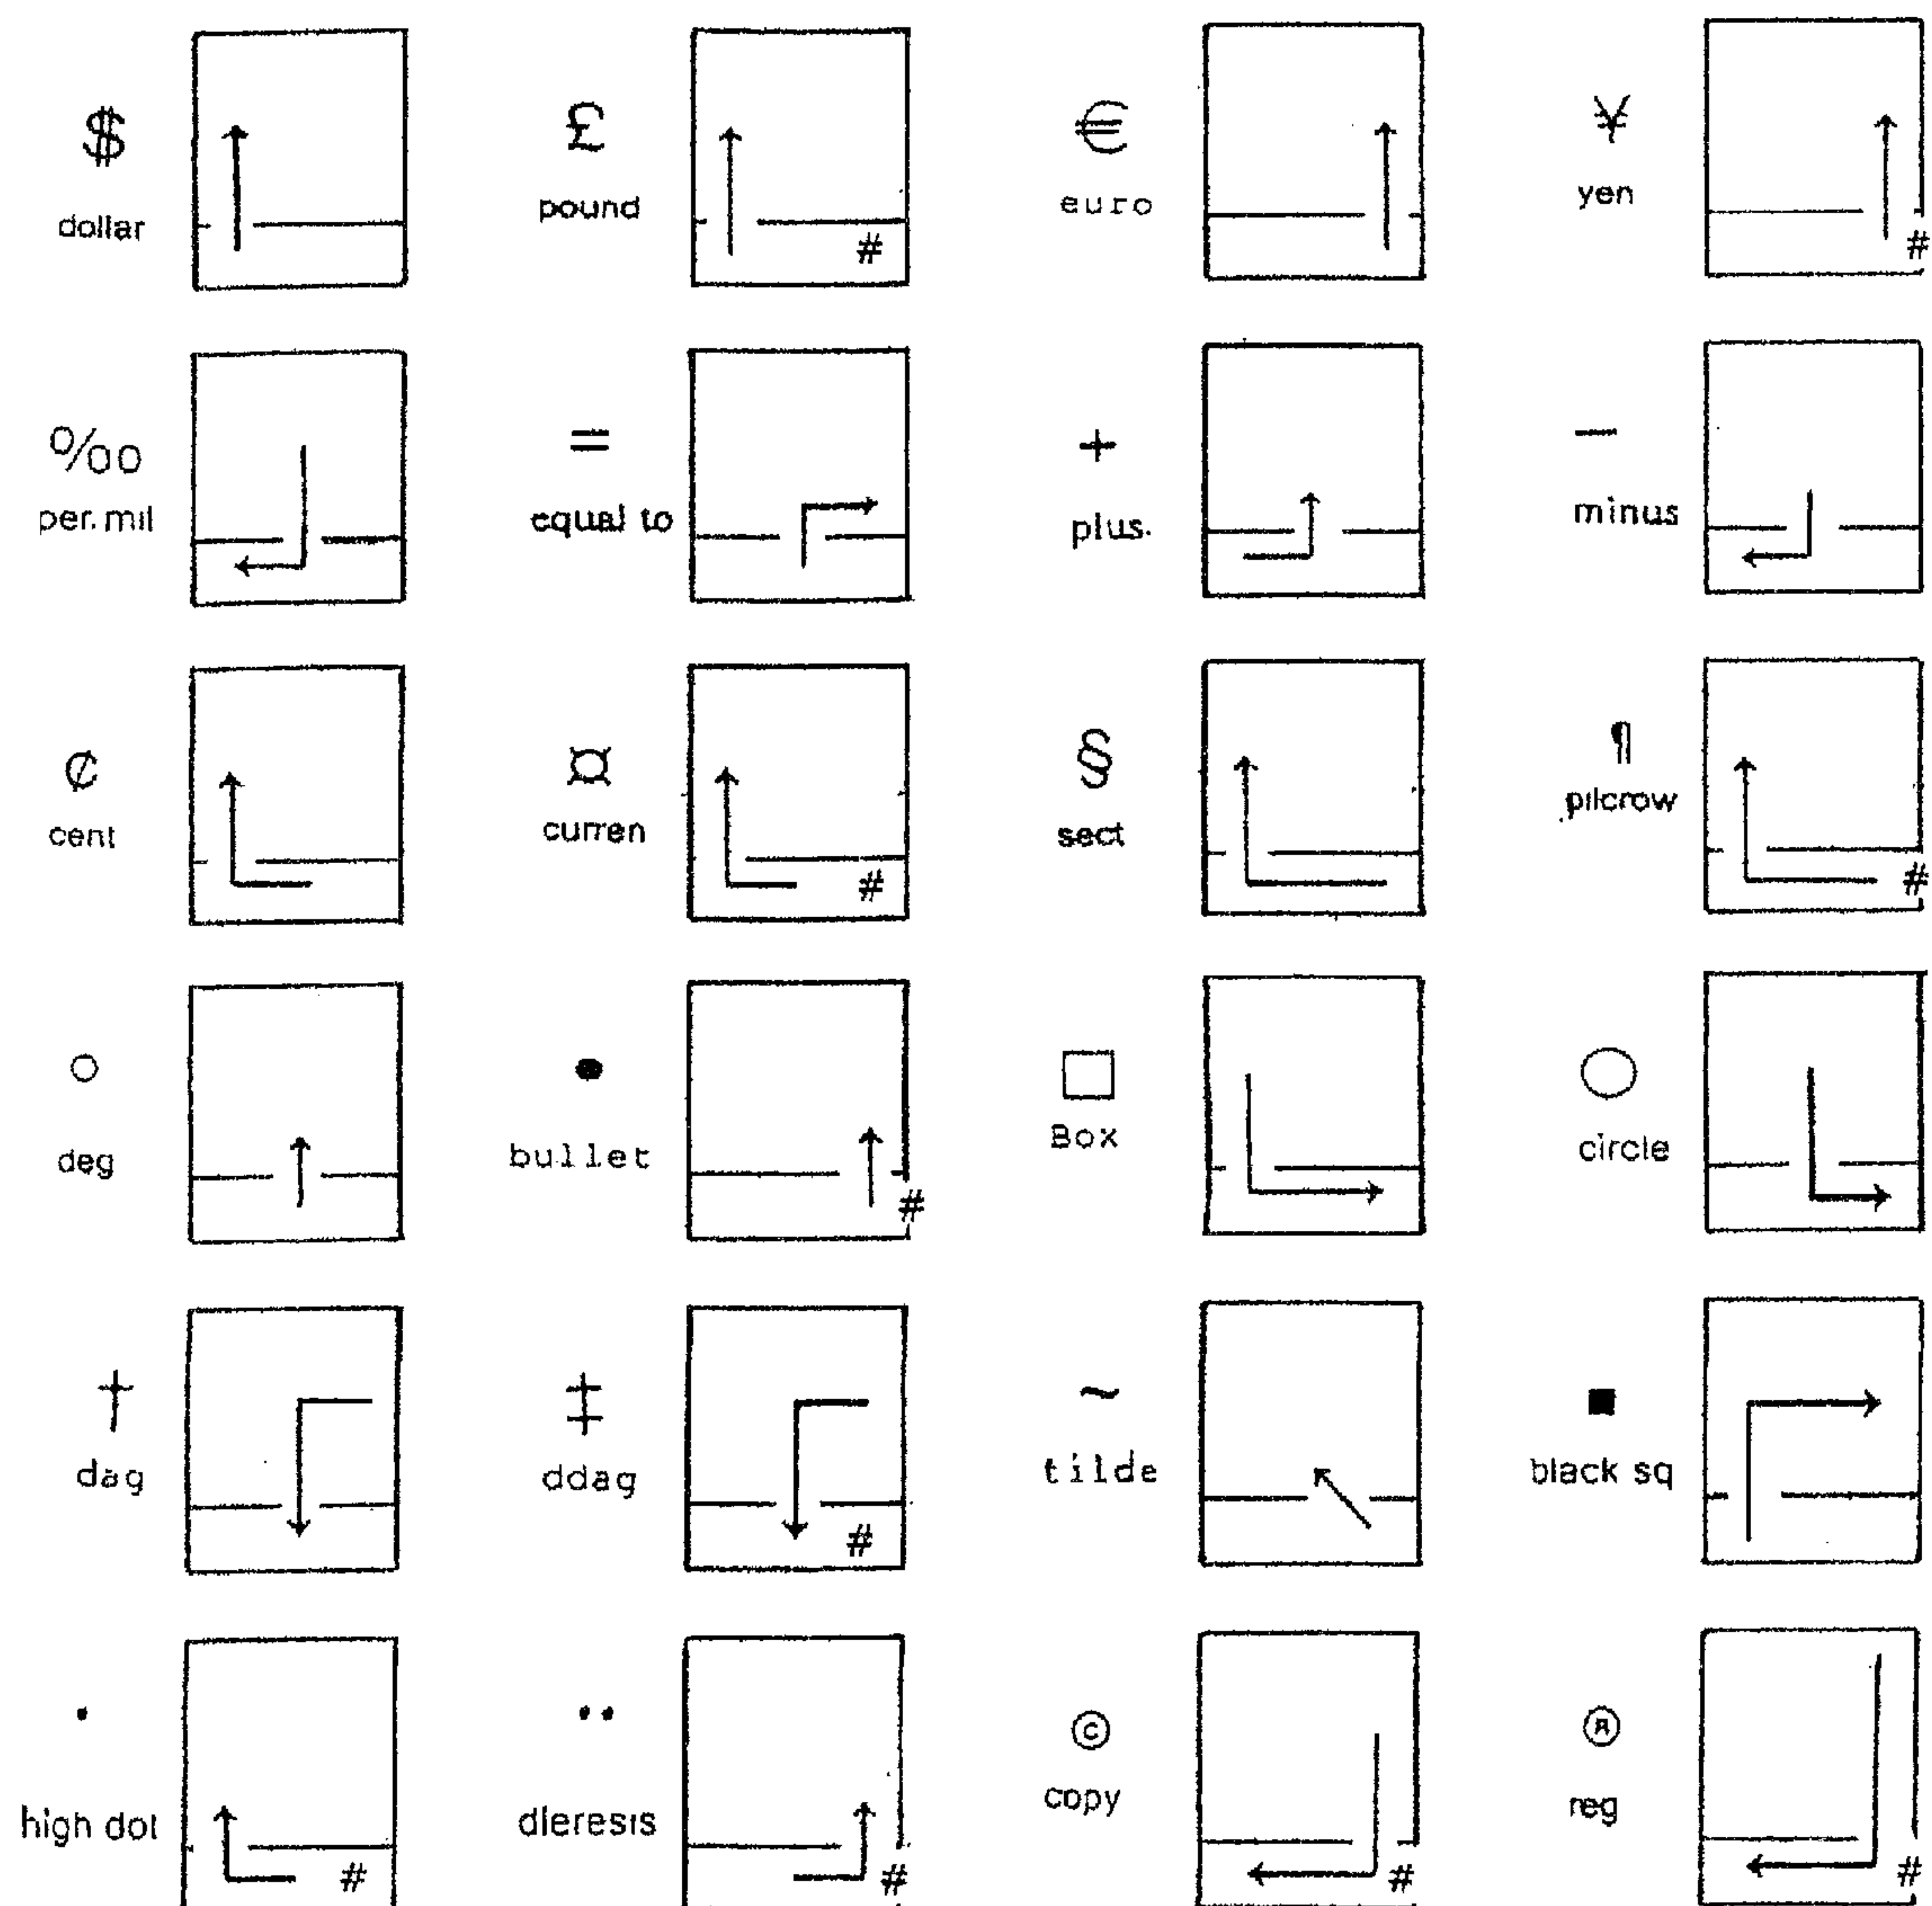 $ £ € ¥
dollar pound euro yen
# #
‰ = + −
per. mil equal to plus. minus
¢ ¤ § ¶
cent curren sect pilcrow
# #
○ • □ ○
deg bullet Box circle
#
† ‡ ~ ■
dag ddag tilde black sq
#
· ·· © ®
high dot dieresis copy reg
# # # #